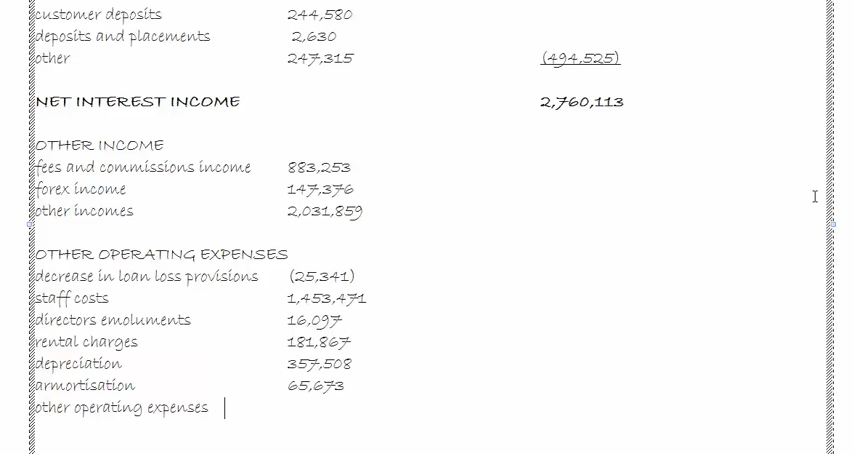 customer deposits 244,580
deposits and placements 2,630
other 247,315 (494,525)
NET INTEREST INCOME 2,760,113
OTHER INCOME
fees and commissions income 883,253
forex income 147,376
other incomes 2,031,859
OTHER OPERATING EXPENSES
decrease in loan loss provisions (25,341)
staff costs 1,453,471
directors emoluments 16,097
rental charges 181,867
depreciation 357,508
armortisation 65,673
other operating expenses